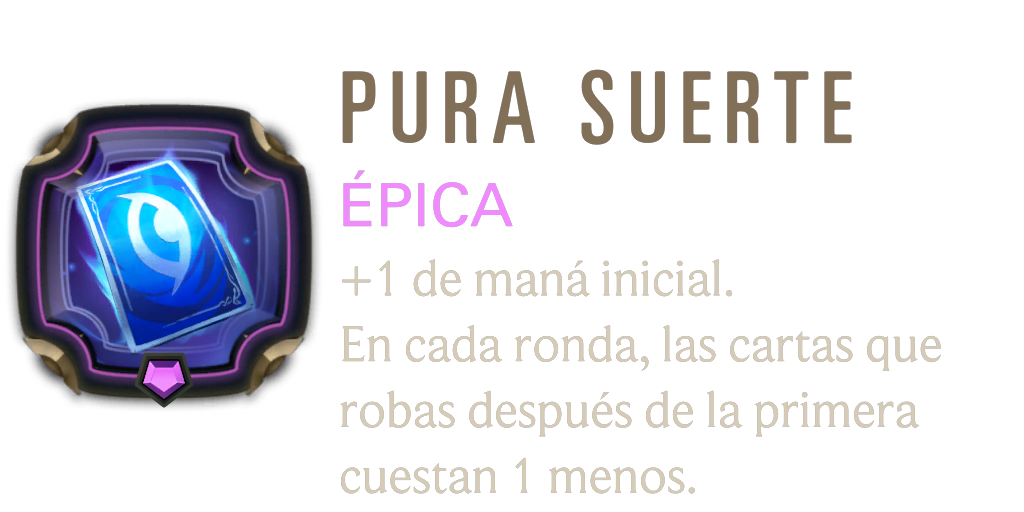 PURA SUERTE
ÉPICA
+1 de maná inicial.
En cada ronda, las cartas que
robas después de la primera
cuestan 1 menos.